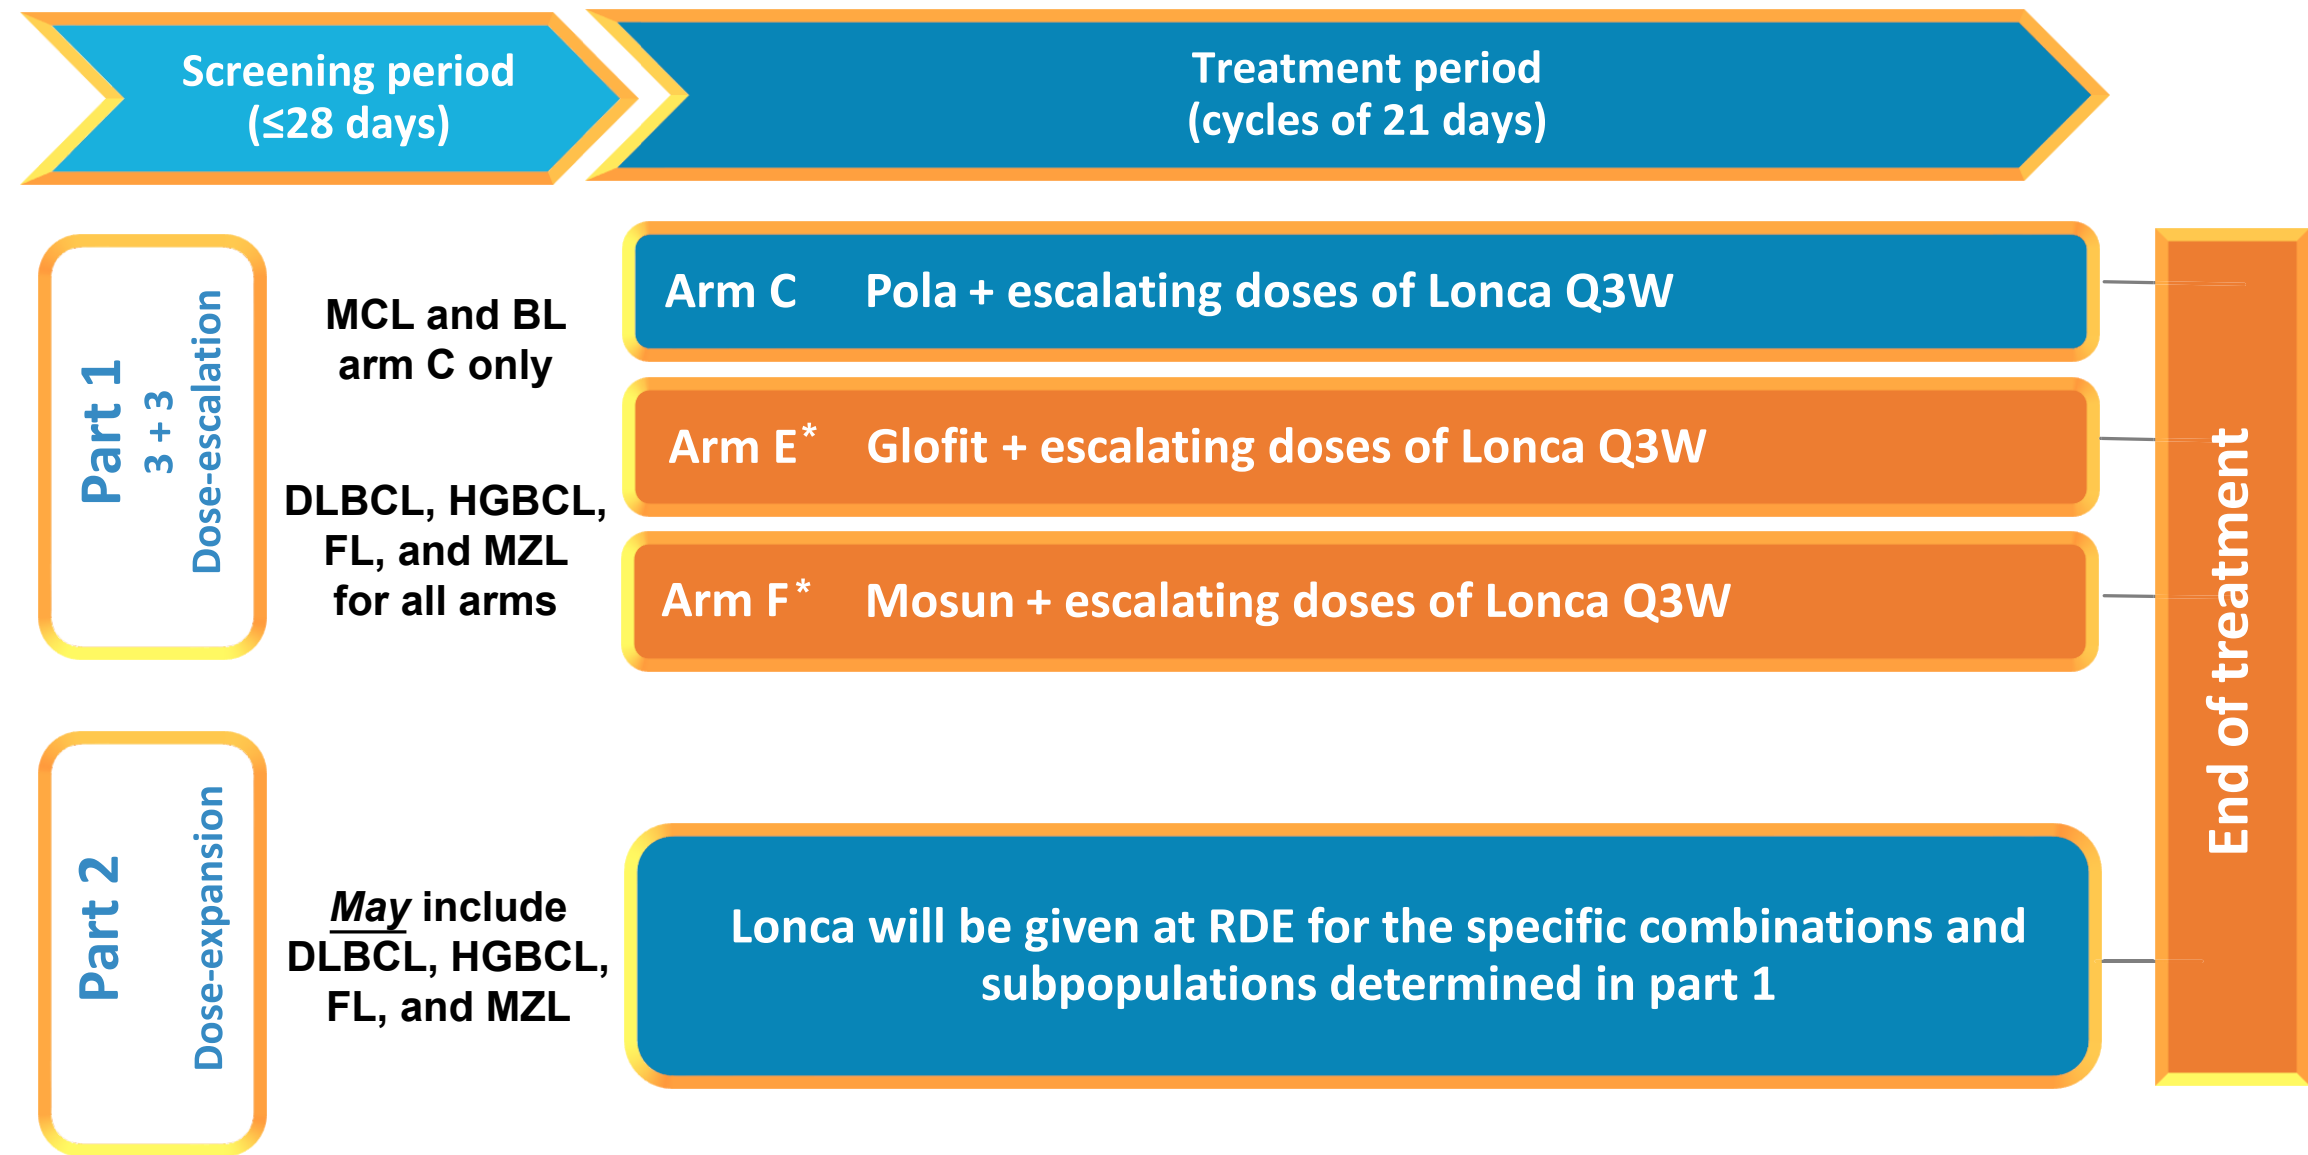 Screening period
(≤28 days)
Treatment period
(cycles of 21 days)
Part 1
3 + 3
Dose-escalation
MCL and BL
arm C only
DLBCL, HGBCL,
FL, and MZL
for all arms
Arm C Pola + escalating doses of Lonca Q3W
Arm E* Glofit + escalating doses of Lonca Q3W
Arm F* Mosun + escalating doses of Lonca Q3W
Part 2
Dose-expansion
May include
DLBCL, HGBCL,
FL, and MZL
Lonca will be given at RDE for the specific combinations and
subpopulations determined in part 1
End of treatment